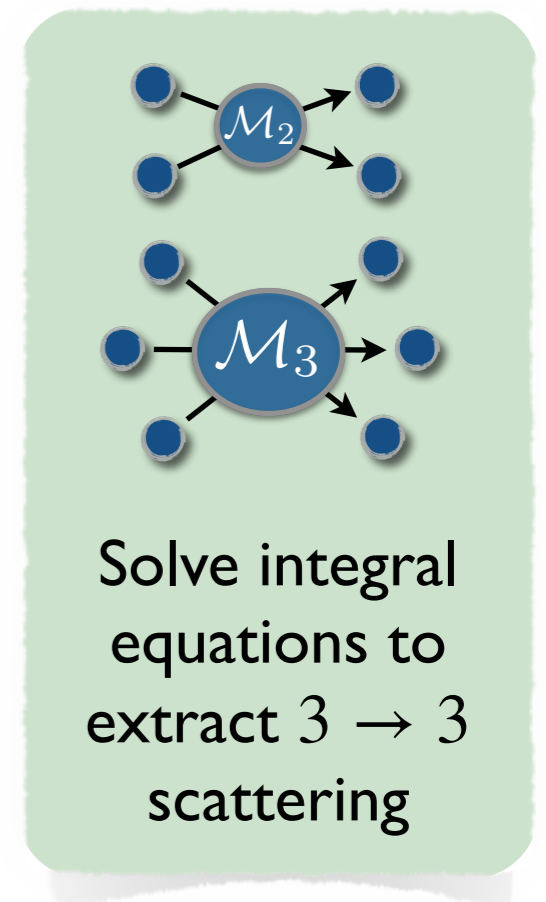 ℳ₂
ℳ₃
Solve integral
equations to
extract 3 → 3
scattering